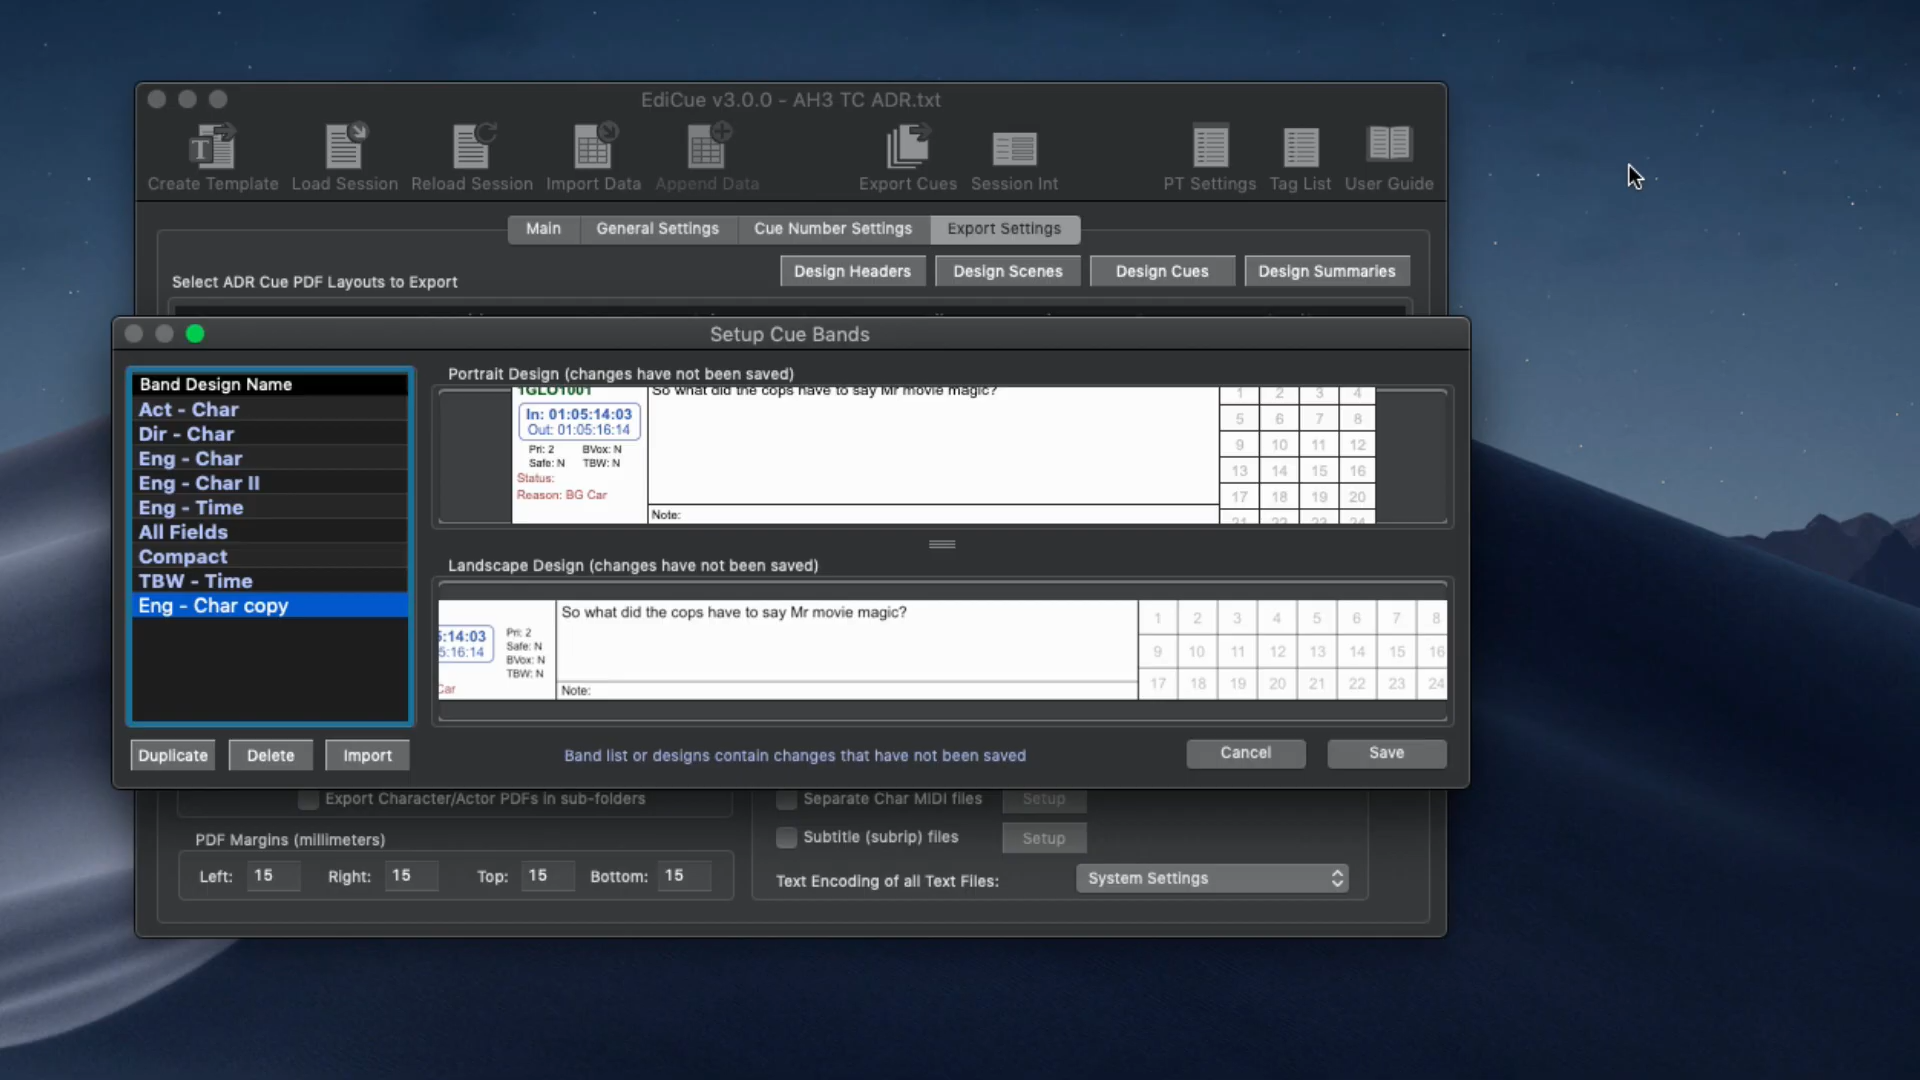 EdiCue v3.0.0 - AH3 TC ADR.txt
Create Template
Load Session
Reload Session
Import Data
Append Data
Export Cues
Session Int
PT Settings
Tag List
User Guide
Main
General Settings
Cue Number Settings
Export Settings
Select ADR Cue PDF Layouts to Export
Design Headers
Design Scenes
Design Cues
Design Summaries
Setup Cue Bands
Band Design Name
Act - Char
Dir - Char
Eng - Char
Eng - Char II
Eng - Time
All Fields
Compact
TBW - Time
Eng - Char copy
Duplicate
Delete
Import
Portrait Design (changes have not been saved)
1GLO1001
In: 01:05:14:03
Out: 01:05:16:14
Pri: 2 BVox: N
Safe: N TBW: N
Status:
Reason: BG Car
So what did the cops have to say Mr movie magic?
Note:
1 2 3 4
5 6 7 8
9 10 11 12
13 14 15 16
17 18 19 20
21 22 23 24
Landscape Design (changes have not been saved)
5:14:03
5:16:14
Car
Pri: 2
Safe: N
BVox: N
TBW: N
So what did the cops have to say Mr movie magic?
Note:
1 2 3 4 5 6 7 8
9 10 11 12 13 14 15 16
17 18 19 20 21 22 23 24
Band list or designs contain changes that have not been saved
Cancel
Save
Export Character/Actor PDFs in sub-folders
Separate Char MIDI files
Setup
PDF Margins (millimeters)
Subtitle (subrip) files
Setup
Left: 15
Right: 15
Top: 15
Bottom: 15
Text Encoding of all Text Files:
System Settings